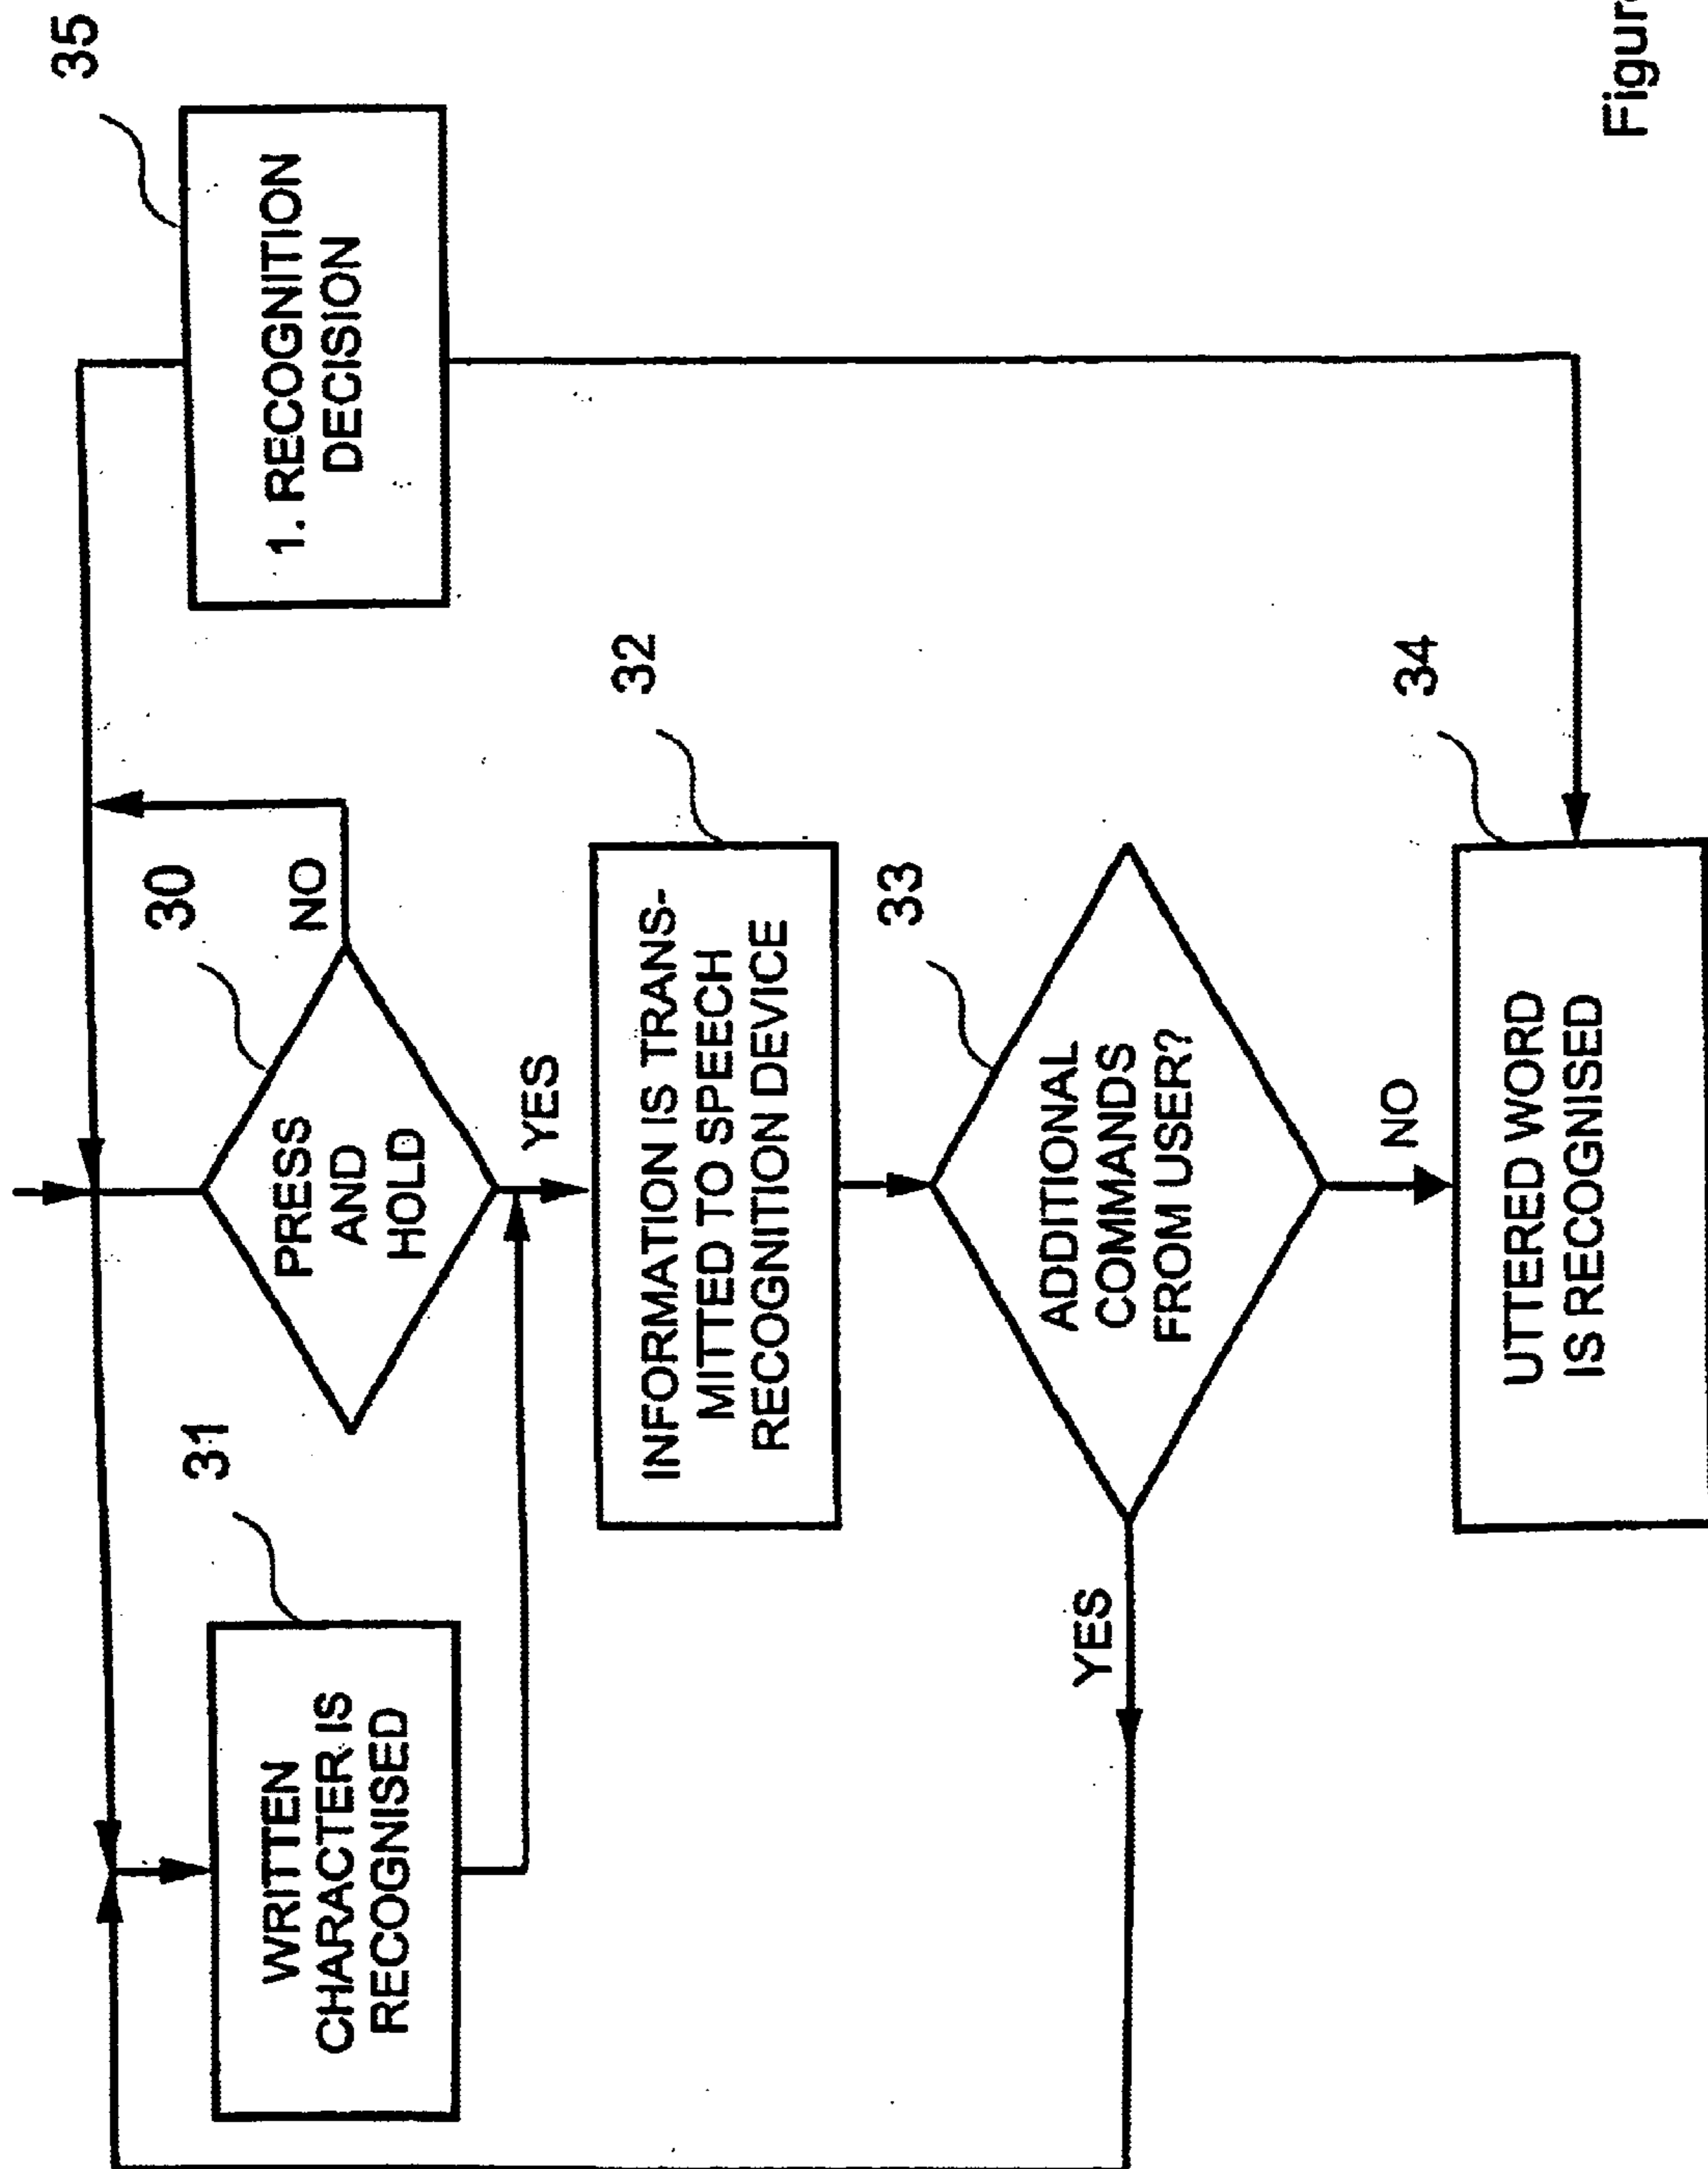 35
1. RECOGNITION
DECISION
30
NO
PRESS
AND
HOLD
31
WRITTEN
CHARACTER IS
RECOGNISED
YES
32
INFORMATION IS TRANS-
MITTED TO SPEECH
RECOGNITION DEVICE
33
ADDITIONAL
COMMANDS
FROM USER?
YES
NO
34
UTTERED WORD
IS RECOGNISED
Figure